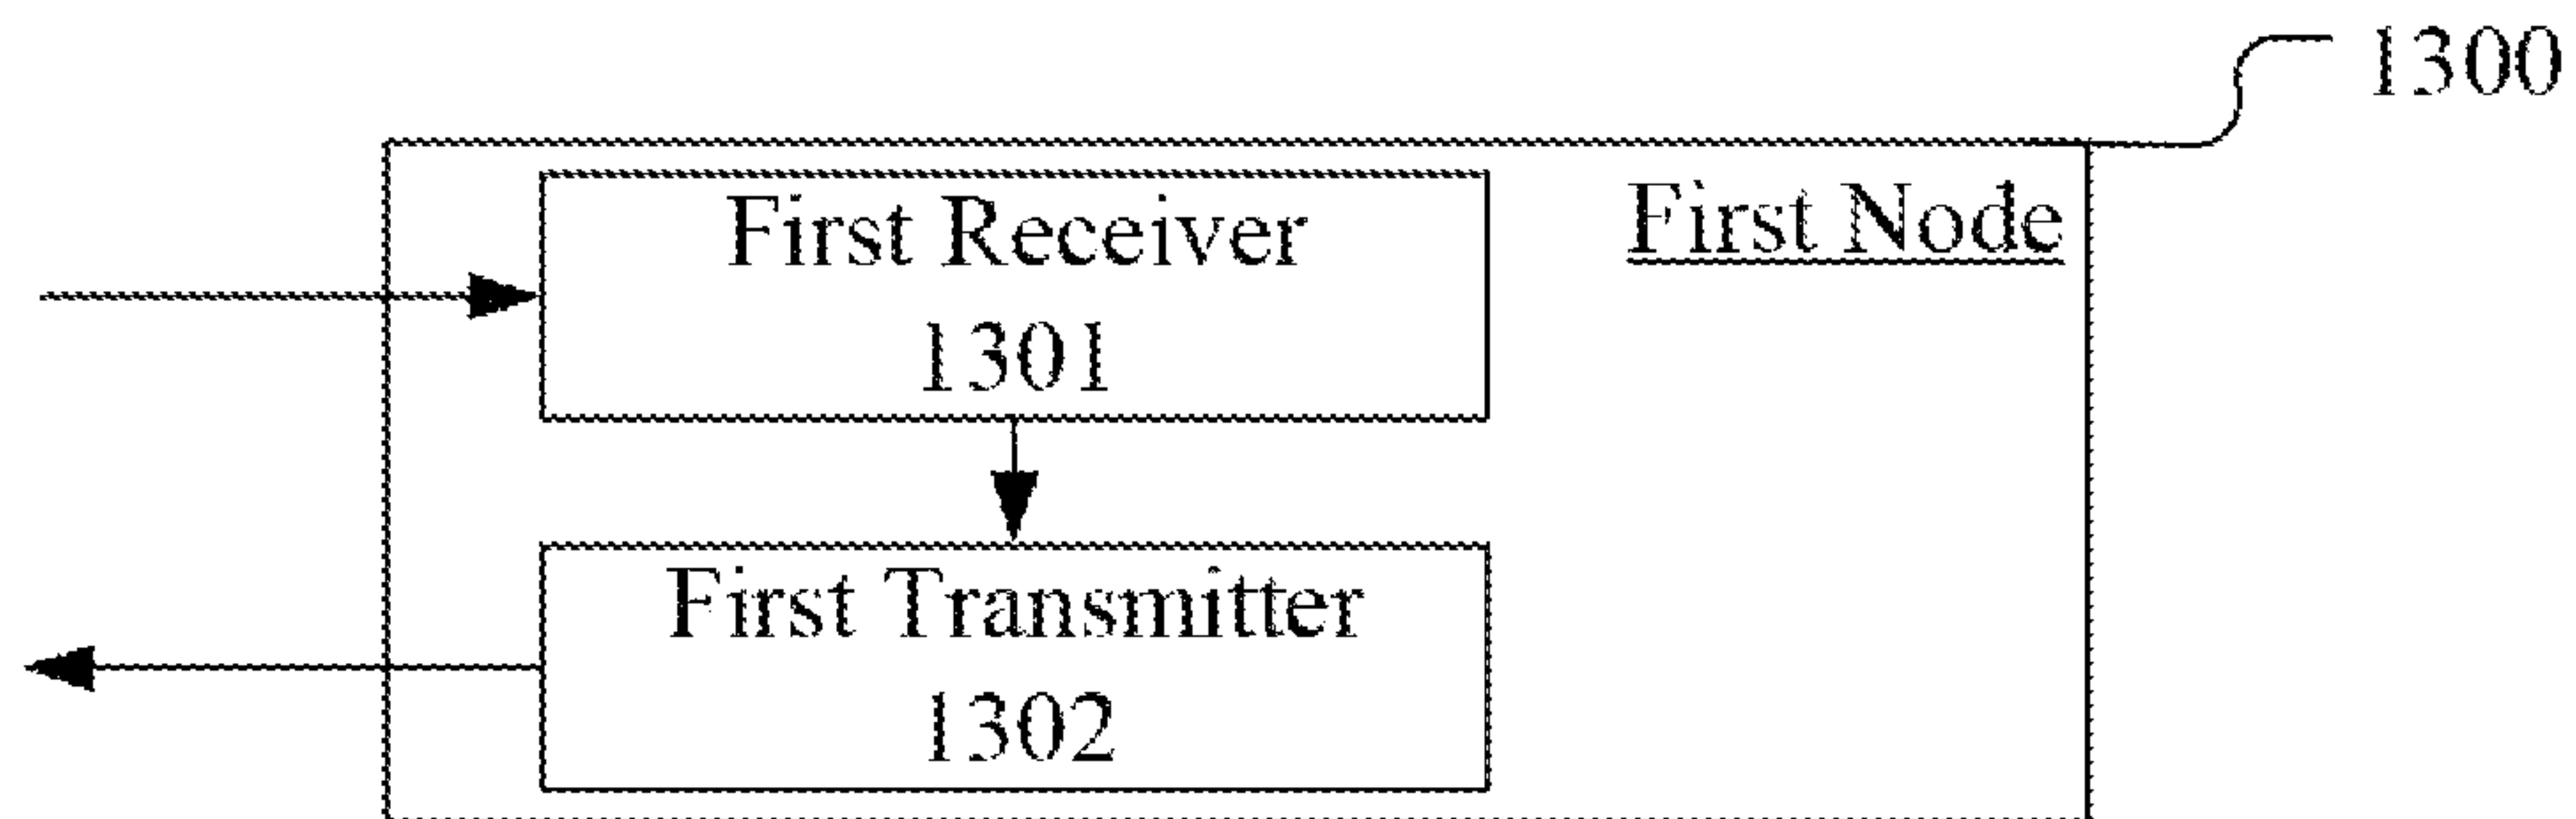 1300
First Receiver
First Node
1301
First Transmitter
1302